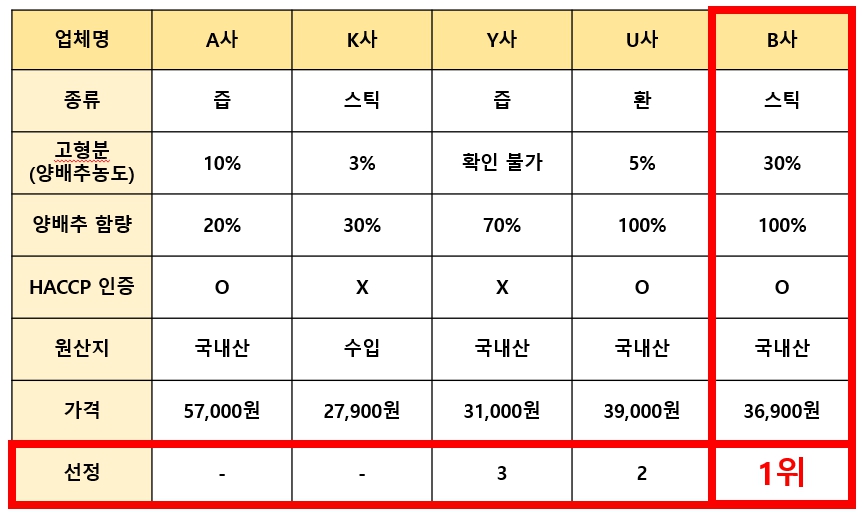 업체명 A사 K사 Y사 U사 B사
종류 즙 스틱 즙 환 스틱
고형분
(양배추농도) 10% 3% 확인 불가 5% 30%
양배추 함량 20% 30% 70% 100% 100%
HACCP 인증 O X X O O
원산지 국내산 수입 국내산 국내산 국내산
가격 57,000원 27,900원 31,000원 39,000원 36,900원
선정 - - 3 2 1위